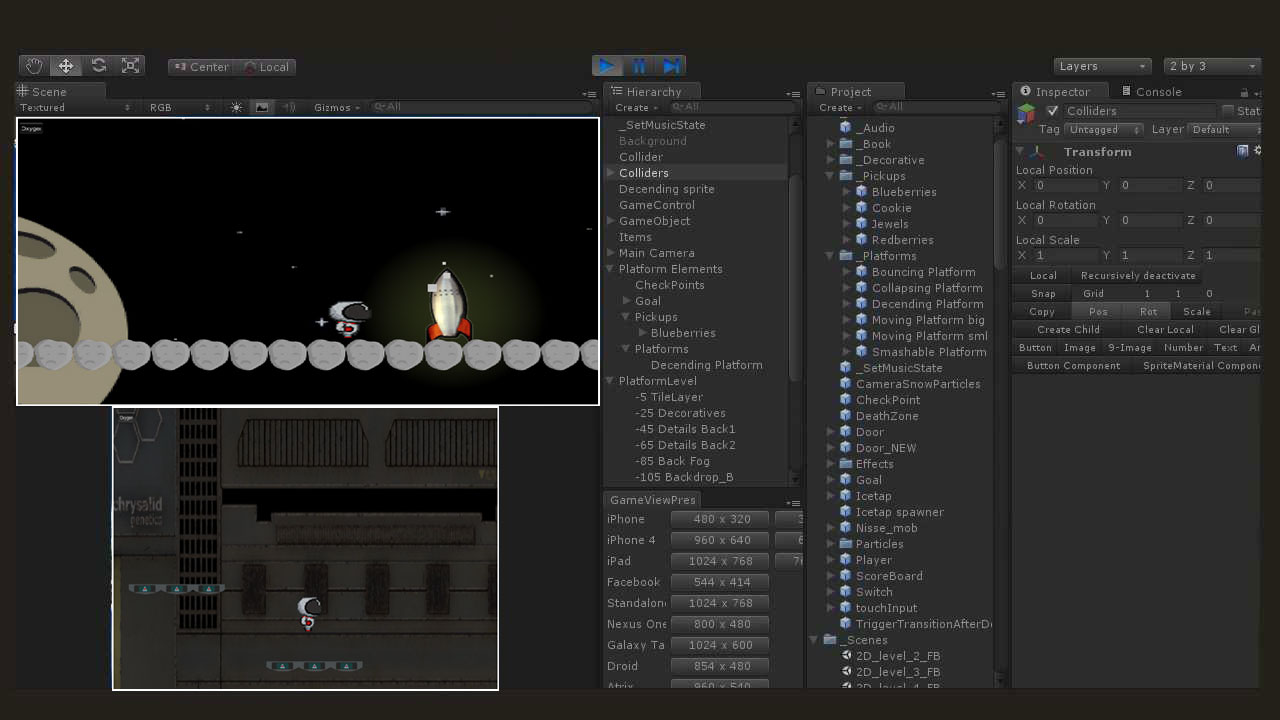 Center Local
Layers
2 by 3
Scene
Textured RGB Gizmos All
Oxygen
Oxygen
chrysalid
genetics
Hierarchy
Create All
_SetMusicState
Background
Collider
Colliders
Decending sprite
GameControl
GameObject
Items
Main Camera
Platform Elements
CheckPoints
Goal
Pickups
Blueberries
Platforms
Decending Platform
PlatformLevel
-5 TileLayer
-25 Decoratives
-45 Details Back1
-65 Details Back2
-85 Back Fog
-105 Backdrop_B
GameViewPres
iPhone 480 x 320 3
iPhone 4 960 x 640 6
iPad 1024 x 768 76
Facebook 544 x 414
Standalone 1024 x 768
Nexus One 800 x 480
Galaxy Ta 1024 x 600
Droid 854 x 480
Atrix 960 x 540
Project
Create All
_Audio
_Book
_Decorative
_Pickups
Blueberries
Cookie
Jewels
Redberries
_Platforms
Bouncing Platform
Collapsing Platform
Decending Platform
Moving Platform big
Moving Platform sml
Smashable Platform
_SetMusicState
CameraSnowParticles
CheckPoint
DeathZone
Door
Door_NEW
Effects
Goal
Icetap
Icetap spawner
Nisse_mob
Particles
Player
ScoreBoard
Switch
touchInput
TriggerTransitionAfterDe
_Scenes
2D_level_2_FB
2D_level_3_FB
2D_level_4_FB
Inspector Console
Colliders Stat
Tag Untagged Layer Default
Transform
Local Position
X 0 Y 0 Z 0
Local Rotation
X 0 Y 0 Z 0
Local Scale
X 1 Y 1 Z 1
Local Recursively deactivate
Snap Grid 1 1 0
Copy Pos Rot Scale Pas
Create Child Clear Local Clear Gl
Button Image 9-Image Number Text An
Button Component SpriteMaterial Compone